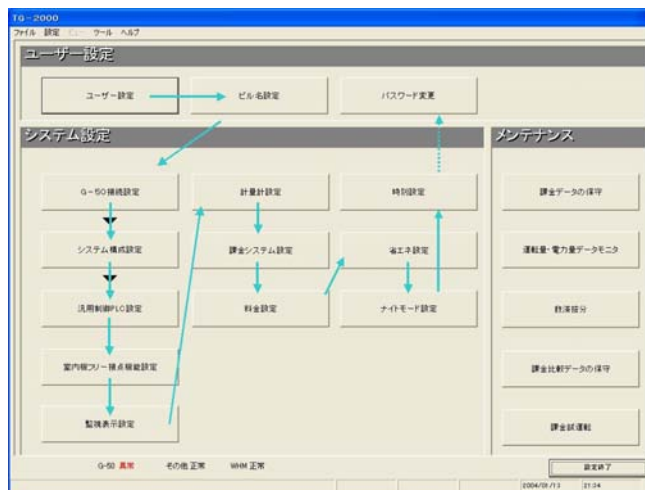 TG-2000
ファイル 設定 ビュー ツール ヘルプ
ユーザー設定
ユーザー設定 ビル名設定 パスワード変更
システム設定 メンテナンス
G-50接続設定 計量計設定 時刻設定 課金データの保守
システム構成設定 課金システム設定 省エネ設定 運転量・電力量データモニタ
汎用制御PLC設定 料金設定 ナイトモード設定 救済按分
室内機フリー接点機能設定 課金比較データの保守
監視表示設定 課金試運転
G-50 異常 その他 正常 WHM 正常 設定終了
2004/01/13 21:34